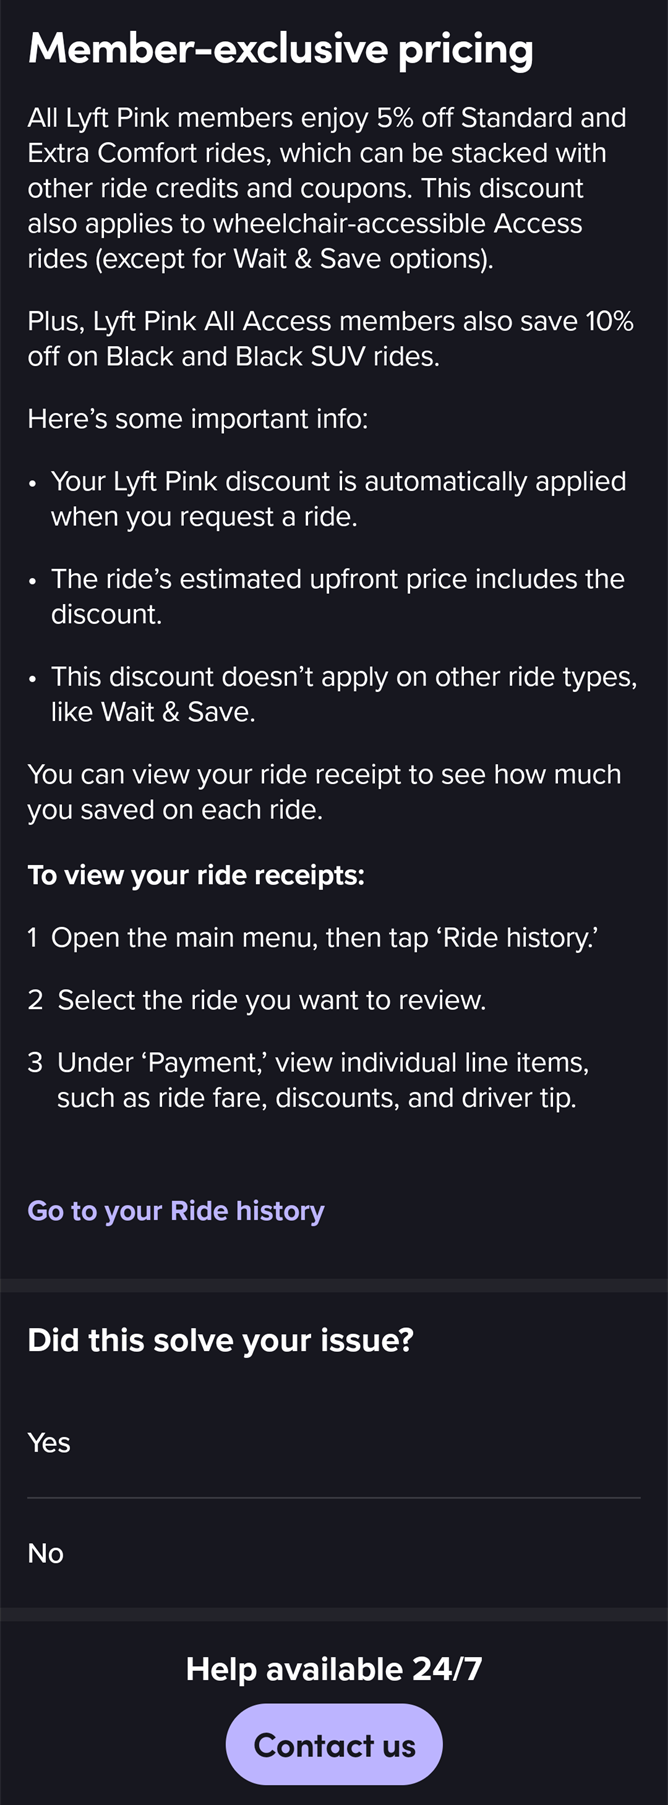 Member-exclusive pricing
All Lyft Pink members enjoy 5% off Standard and
Extra Comfort rides, which can be stacked with
other ride credits and coupons. This discount
also applies to wheelchair-accessible Access
rides (except for Wait & Save options).
Plus, Lyft Pink All Access members also save 10%
off on Black and Black SUV rides.
Here’s some important info:
• Your Lyft Pink discount is automatically applied
when you request a ride.
• The ride’s estimated upfront price includes the
discount.
• This discount doesn’t apply on other ride types,
like Wait & Save.
You can view your ride receipt to see how much
you saved on each ride.
To view your ride receipts:
1 Open the main menu, then tap ‘Ride history.’
2 Select the ride you want to review.
3 Under ‘Payment,’ view individual line items,
such as ride fare, discounts, and driver tip.
Go to your Ride history
Did this solve your issue?
Yes
No
Help available 24/7
Contact us